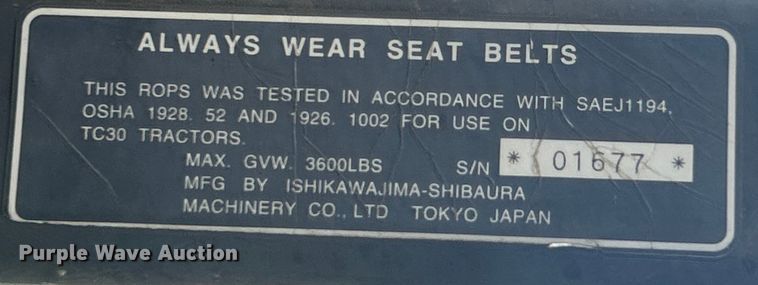 ALWAYS WEAR SEAT BELTS
THIS ROPS WAS TESTED IN ACCORDANCE WITH SAEJ1194,
OSHA 1928. 52 AND 1926. 1002 FOR USE ON
TC30 TRACTORS.
MAX. GVW. 3600LBS S/N * 01677 *
MFG BY ISHIKAWAJIMA-SHIBAURA
MACHINERY CO., LTD TOKYO JAPAN
Purple Wave Auction